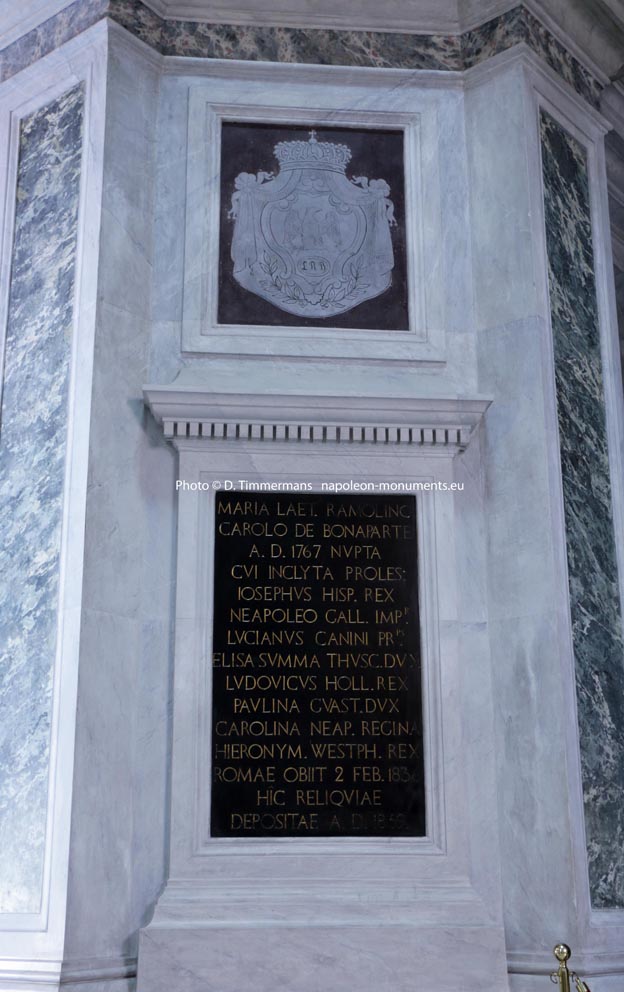 Photo © D. Timmermans napoleon-monuments.eu
MARIA LAET. RAMOLINO
CAROLO DE BONAPARTE
A. D. 1767 NVPTA
CVI INCLYTA PROLES:
IOSEPHVS HISP. REX
NEAPOLEO GALL. IMPR.
LVCIANVS CANINI PRPS.
ELISA SVMMA THVSC. DVX
LVDOVICVS HOLL. REX
PAVLINA GVAST. DVX
CAROLINA NEAP. REGINA
HIERONYM. WESTPH. REX
ROMAE OBIIT 2 FEB.
HÎC RELIQVIAE
DEPOSITAE A. D.